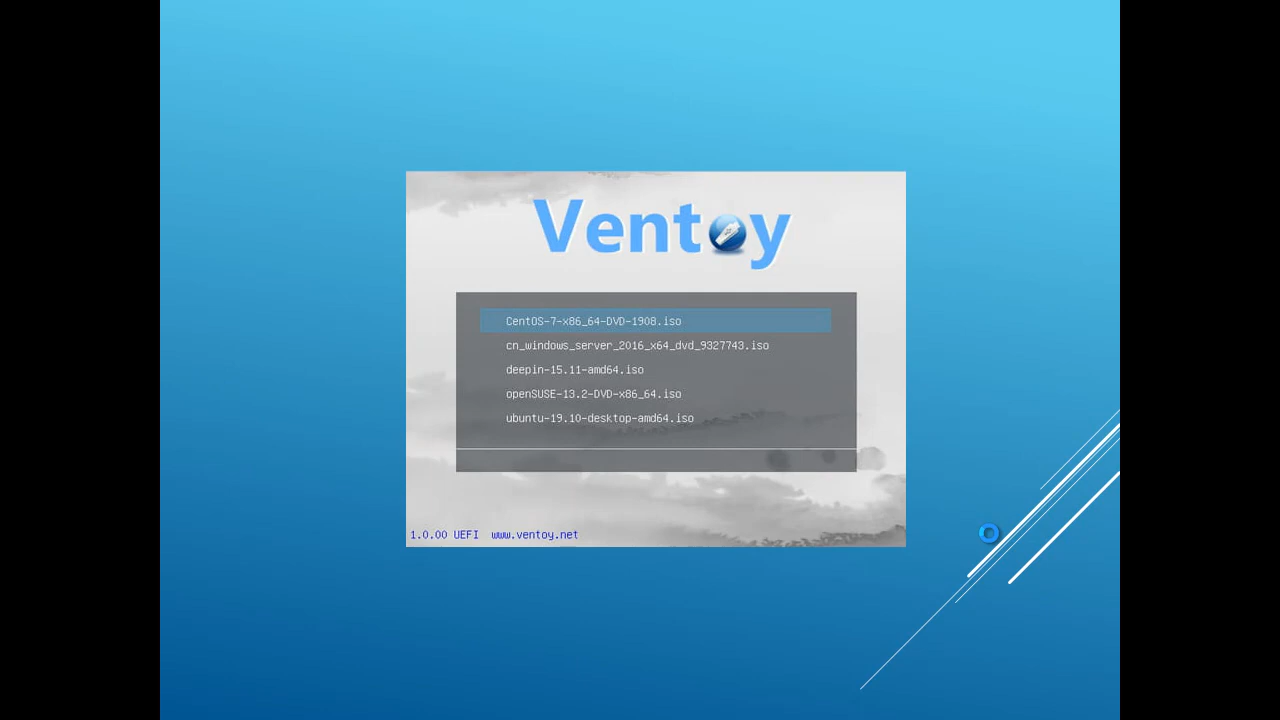 Ventoy
CentOS-7-x86_64-DVD-1908.iso
cn_windows_server_2016_x64_dvd_9327743.iso
deepin-15.11-amd64.iso
openSUSE-13.2-DVD-x86_64.iso
ubuntu-19.10-desktop-amd64.iso
1.0.00 UEFI www.ventoy.net